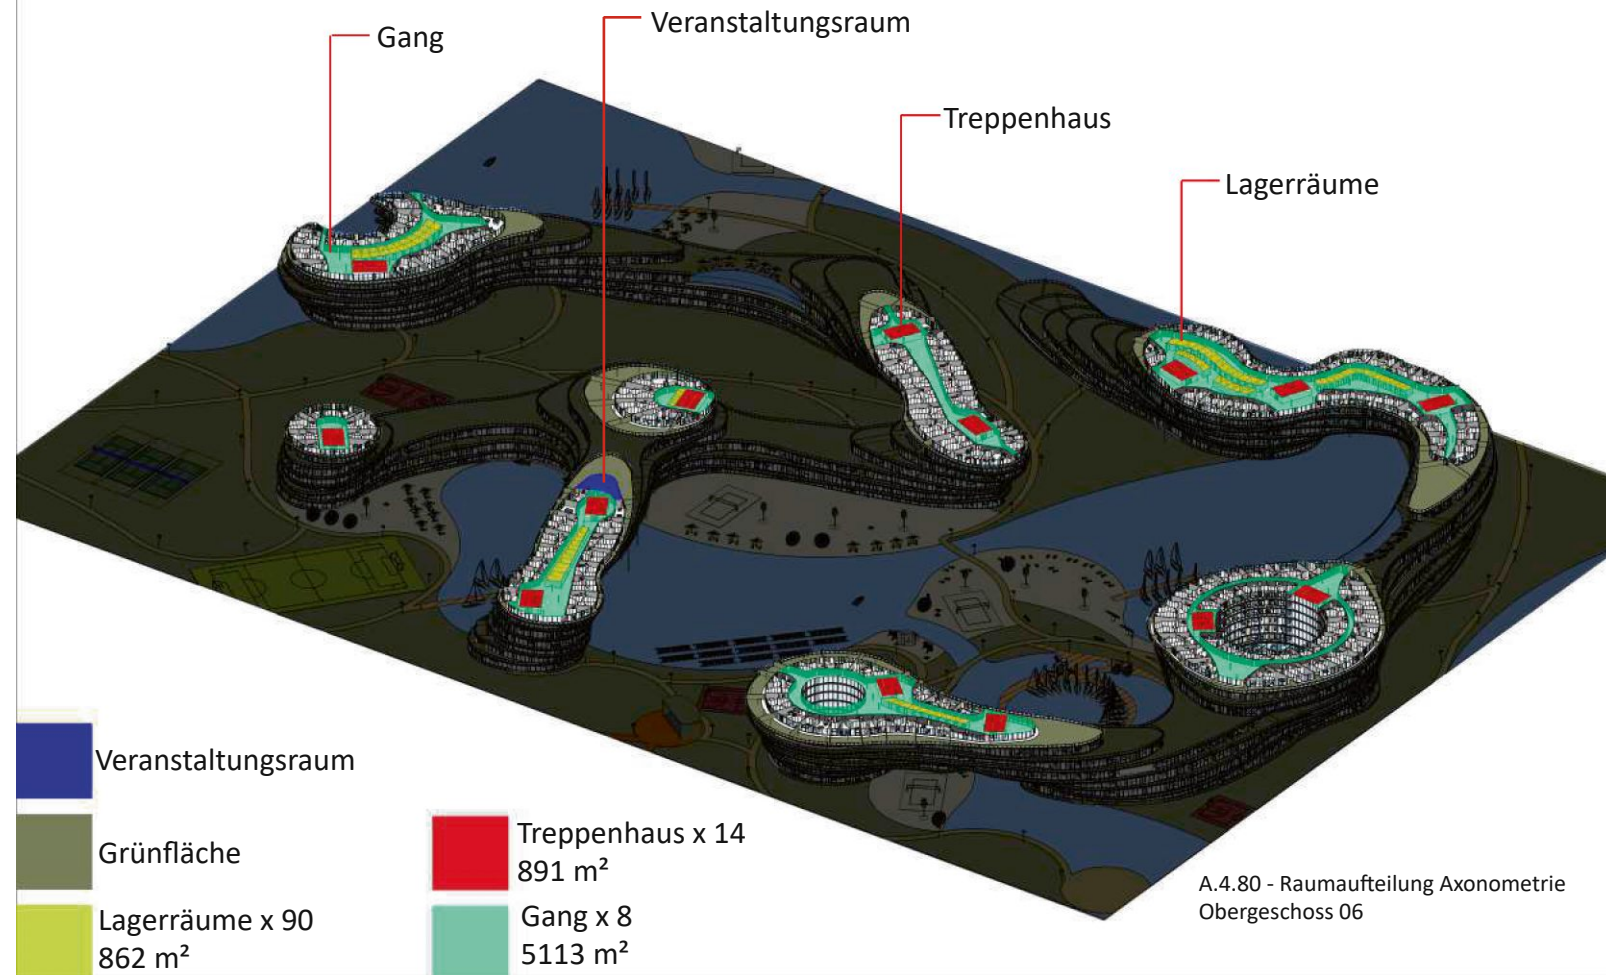 Gang
Veranstaltungsraum
Treppenhaus
Lagerräume
Veranstaltungsraum
Grünfläche
Lagerräume x 90
862 m²
Treppenhaus x 14
891 m²
Gang x 8
5113 m²
A.4.80 - Raumaufteilung Axonometrie
Obergeschoss 06